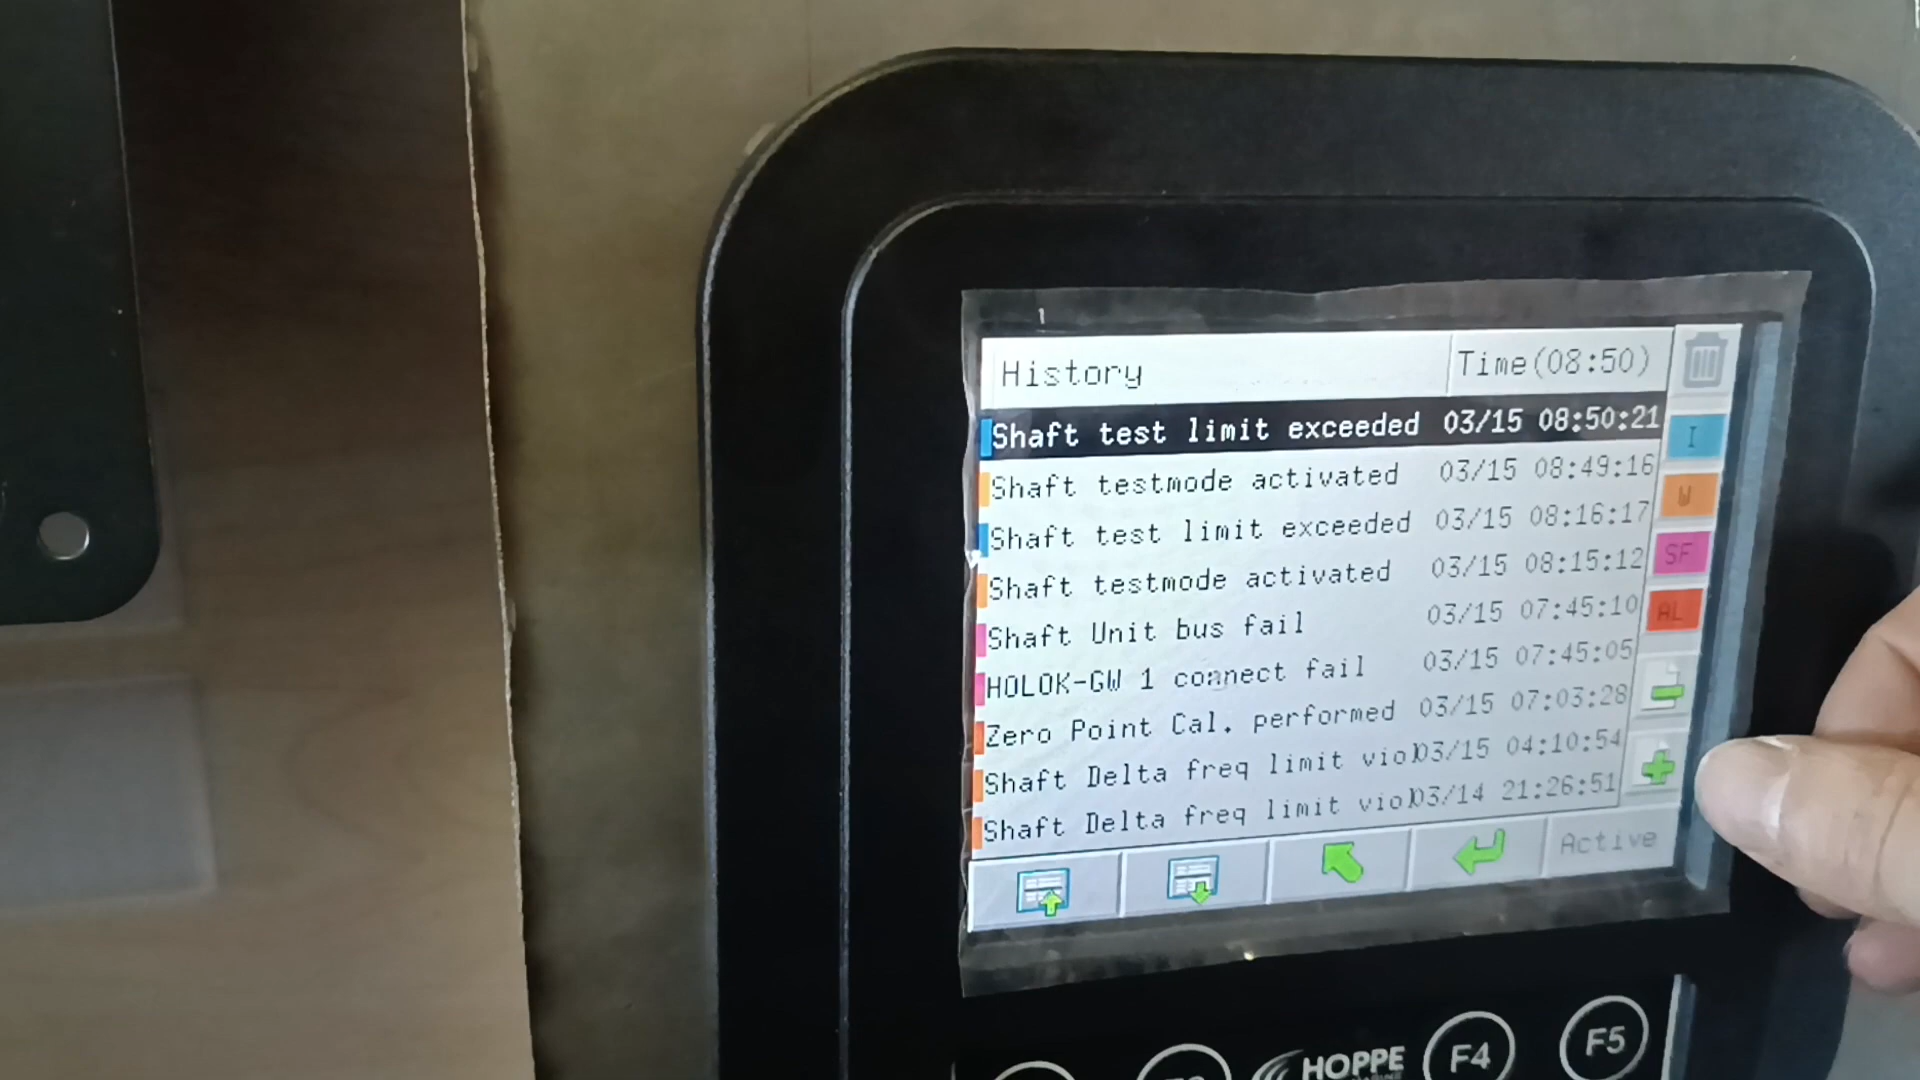 History Time(08:50)
Shaft test limit exceeded 03/15 08:50:21
I
Shaft testmode activated 03/15 08:49:16
W
Shaft test limit exceeded 03/15 08:16:17
SF
Shaft testmode activated 03/15 08:15:12
AL
Shaft Unit bus fail 03/15 07:45:10
HOLOK-GW 1 connect fail 03/15 07:45:05
Zero Point Cal. performed 03/15 07:03:28
Shaft Delta freq limit viol 03/15 04:10:54
Shaft Delta freq limit viol 03/14 21:26:51
Active
HOPPE F4 F5